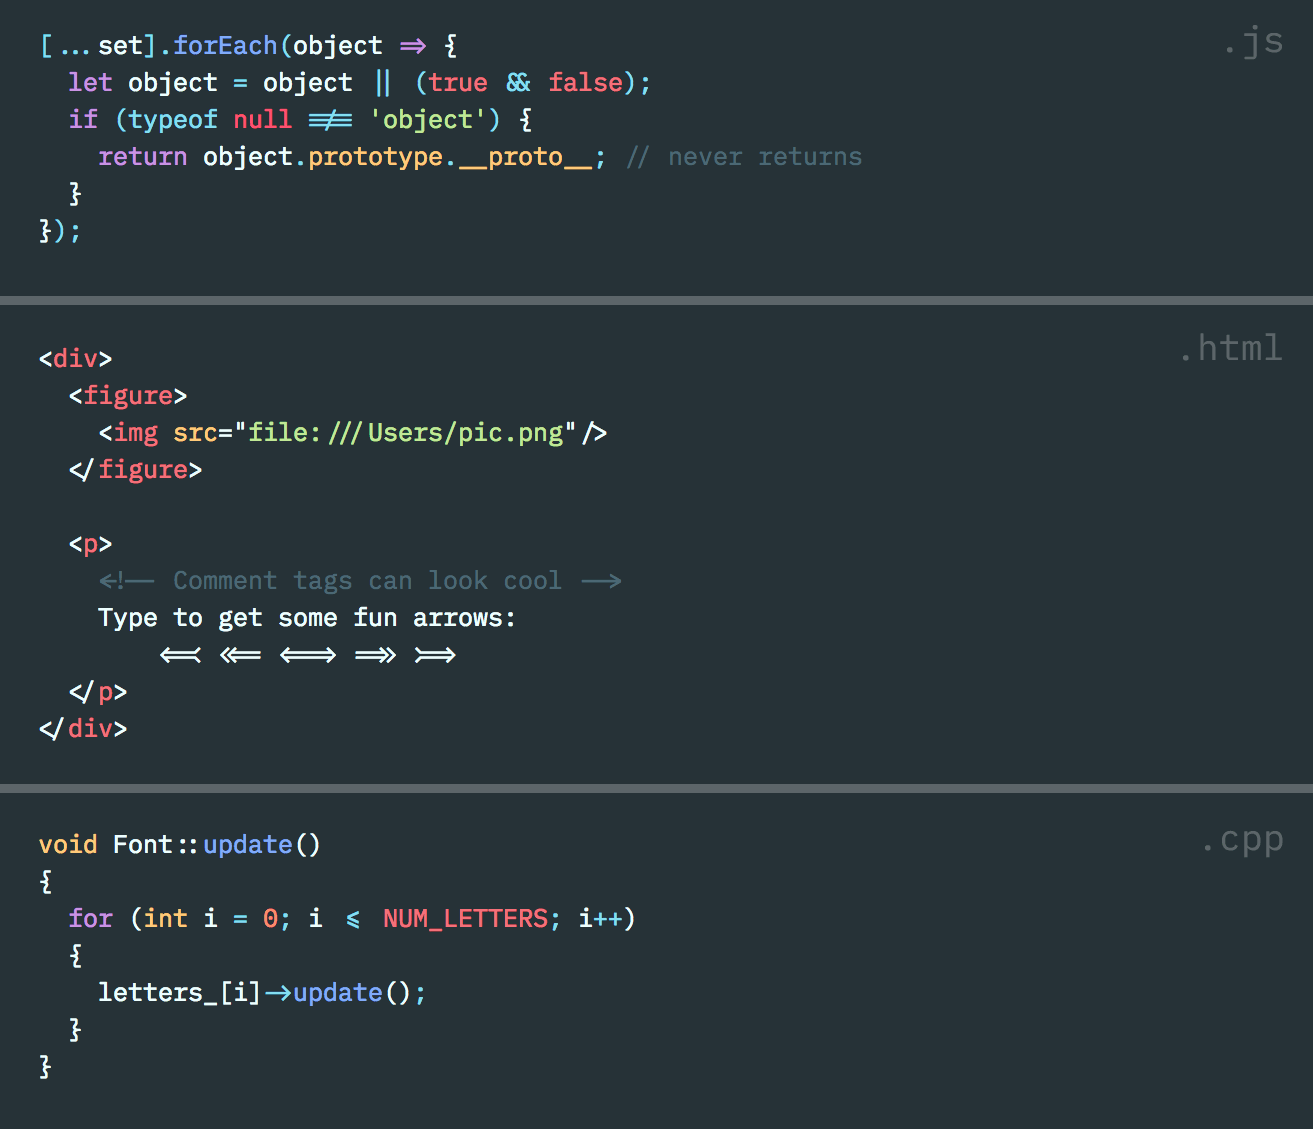 [...set].forEach(object => {
.js
  let object = object || (true && false);
  if (typeof null !== 'object') {
    return object.prototype.__proto__; // never returns
  }
});
.html
<div>
  <figure>
    <img src="file:///Users/pic.png"/>
  </figure>

  <p>
    <!-- Comment tags can look cool -->
    Type to get some fun arrows:
        <=< <<= <==> =>> >=>
  </p>
</div>
void Font::update()
.cpp
{
  for (int i = 0; i <= NUM_LETTERS; i++)
  {
    letters_[i]->update();
  }
}